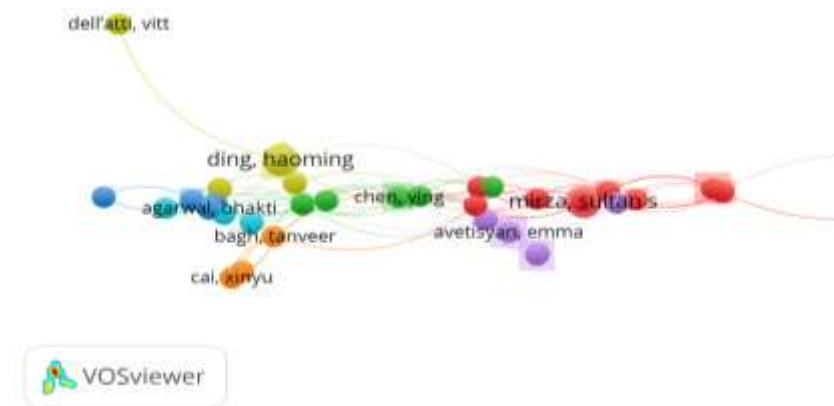 dell'atti, vitt
ding, haoming
chen, ying
agarwal, bhakti
mirza, sultan s
bagh, tanveer
avetisyan, emma
cai, xinyu
VOSviewer